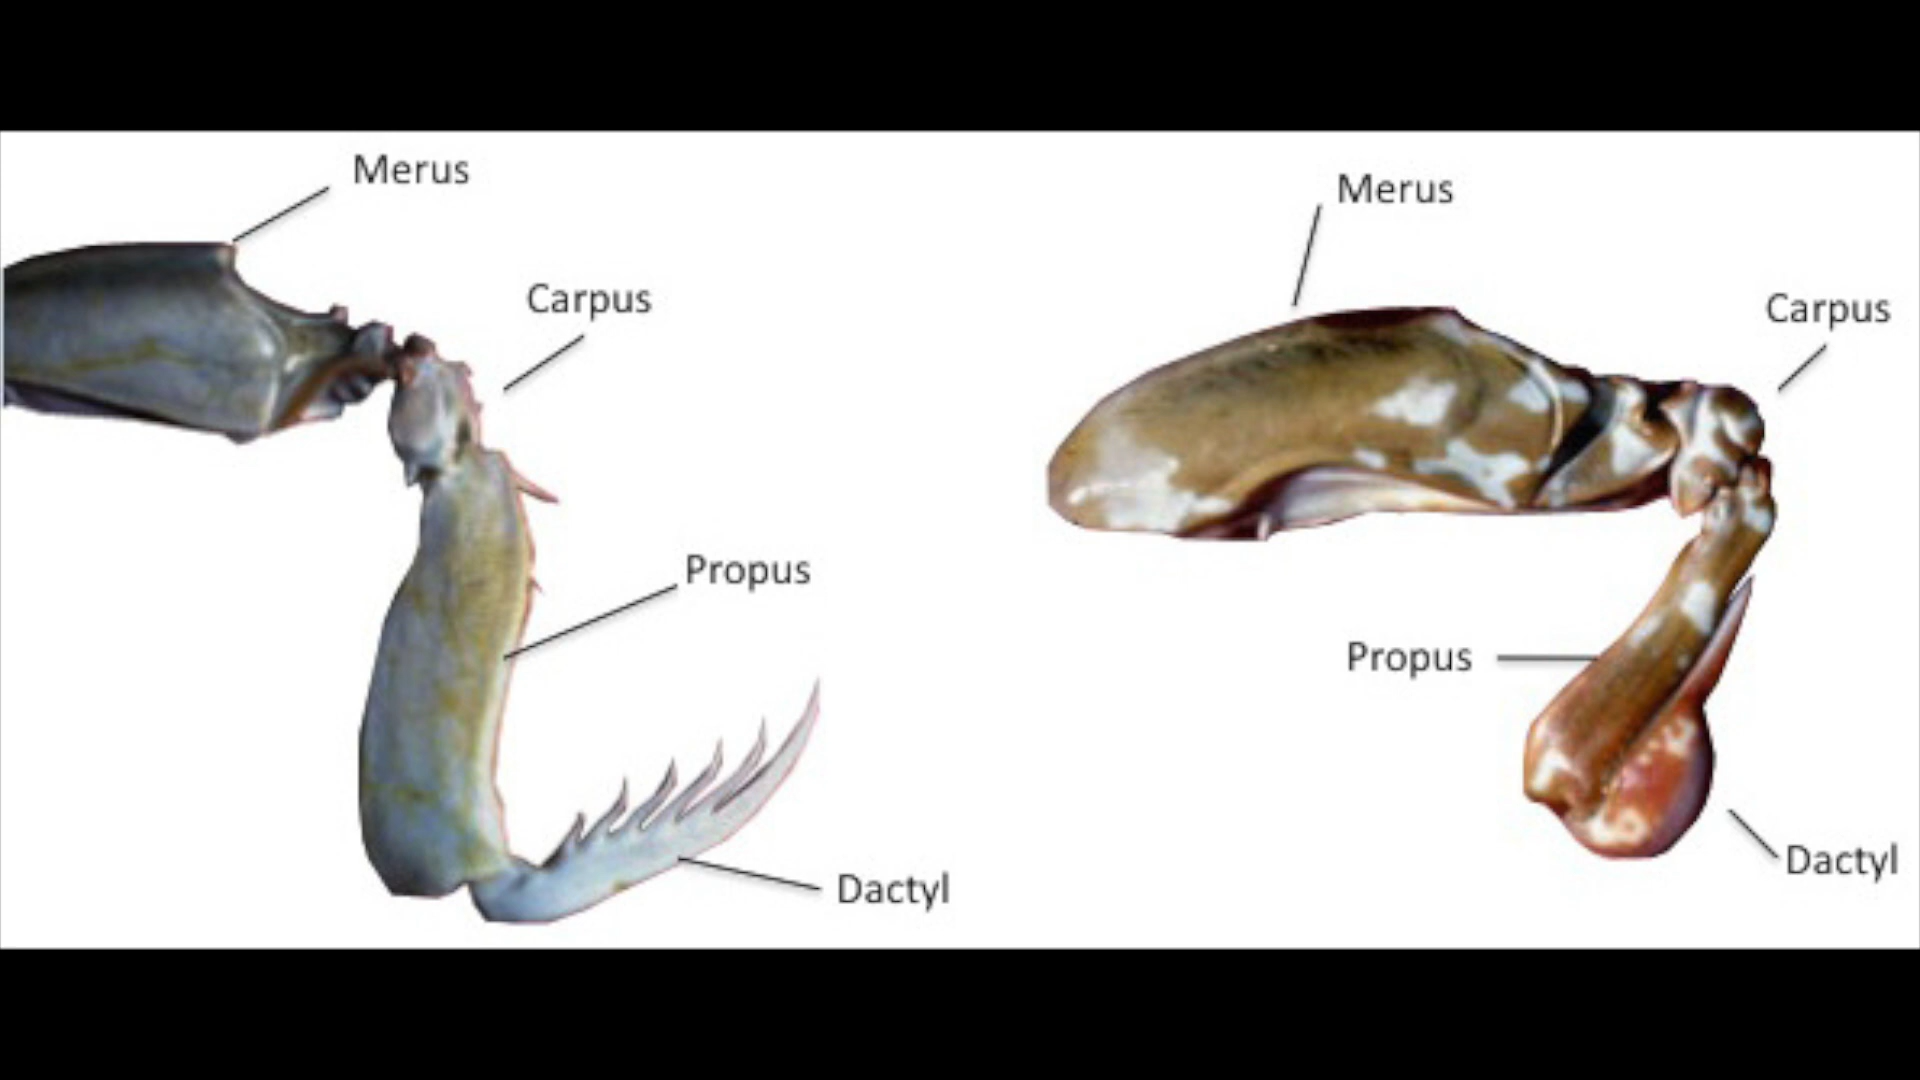 Merus
Carpus
Propus
Dactyl
Merus
Carpus
Propus
Dactyl